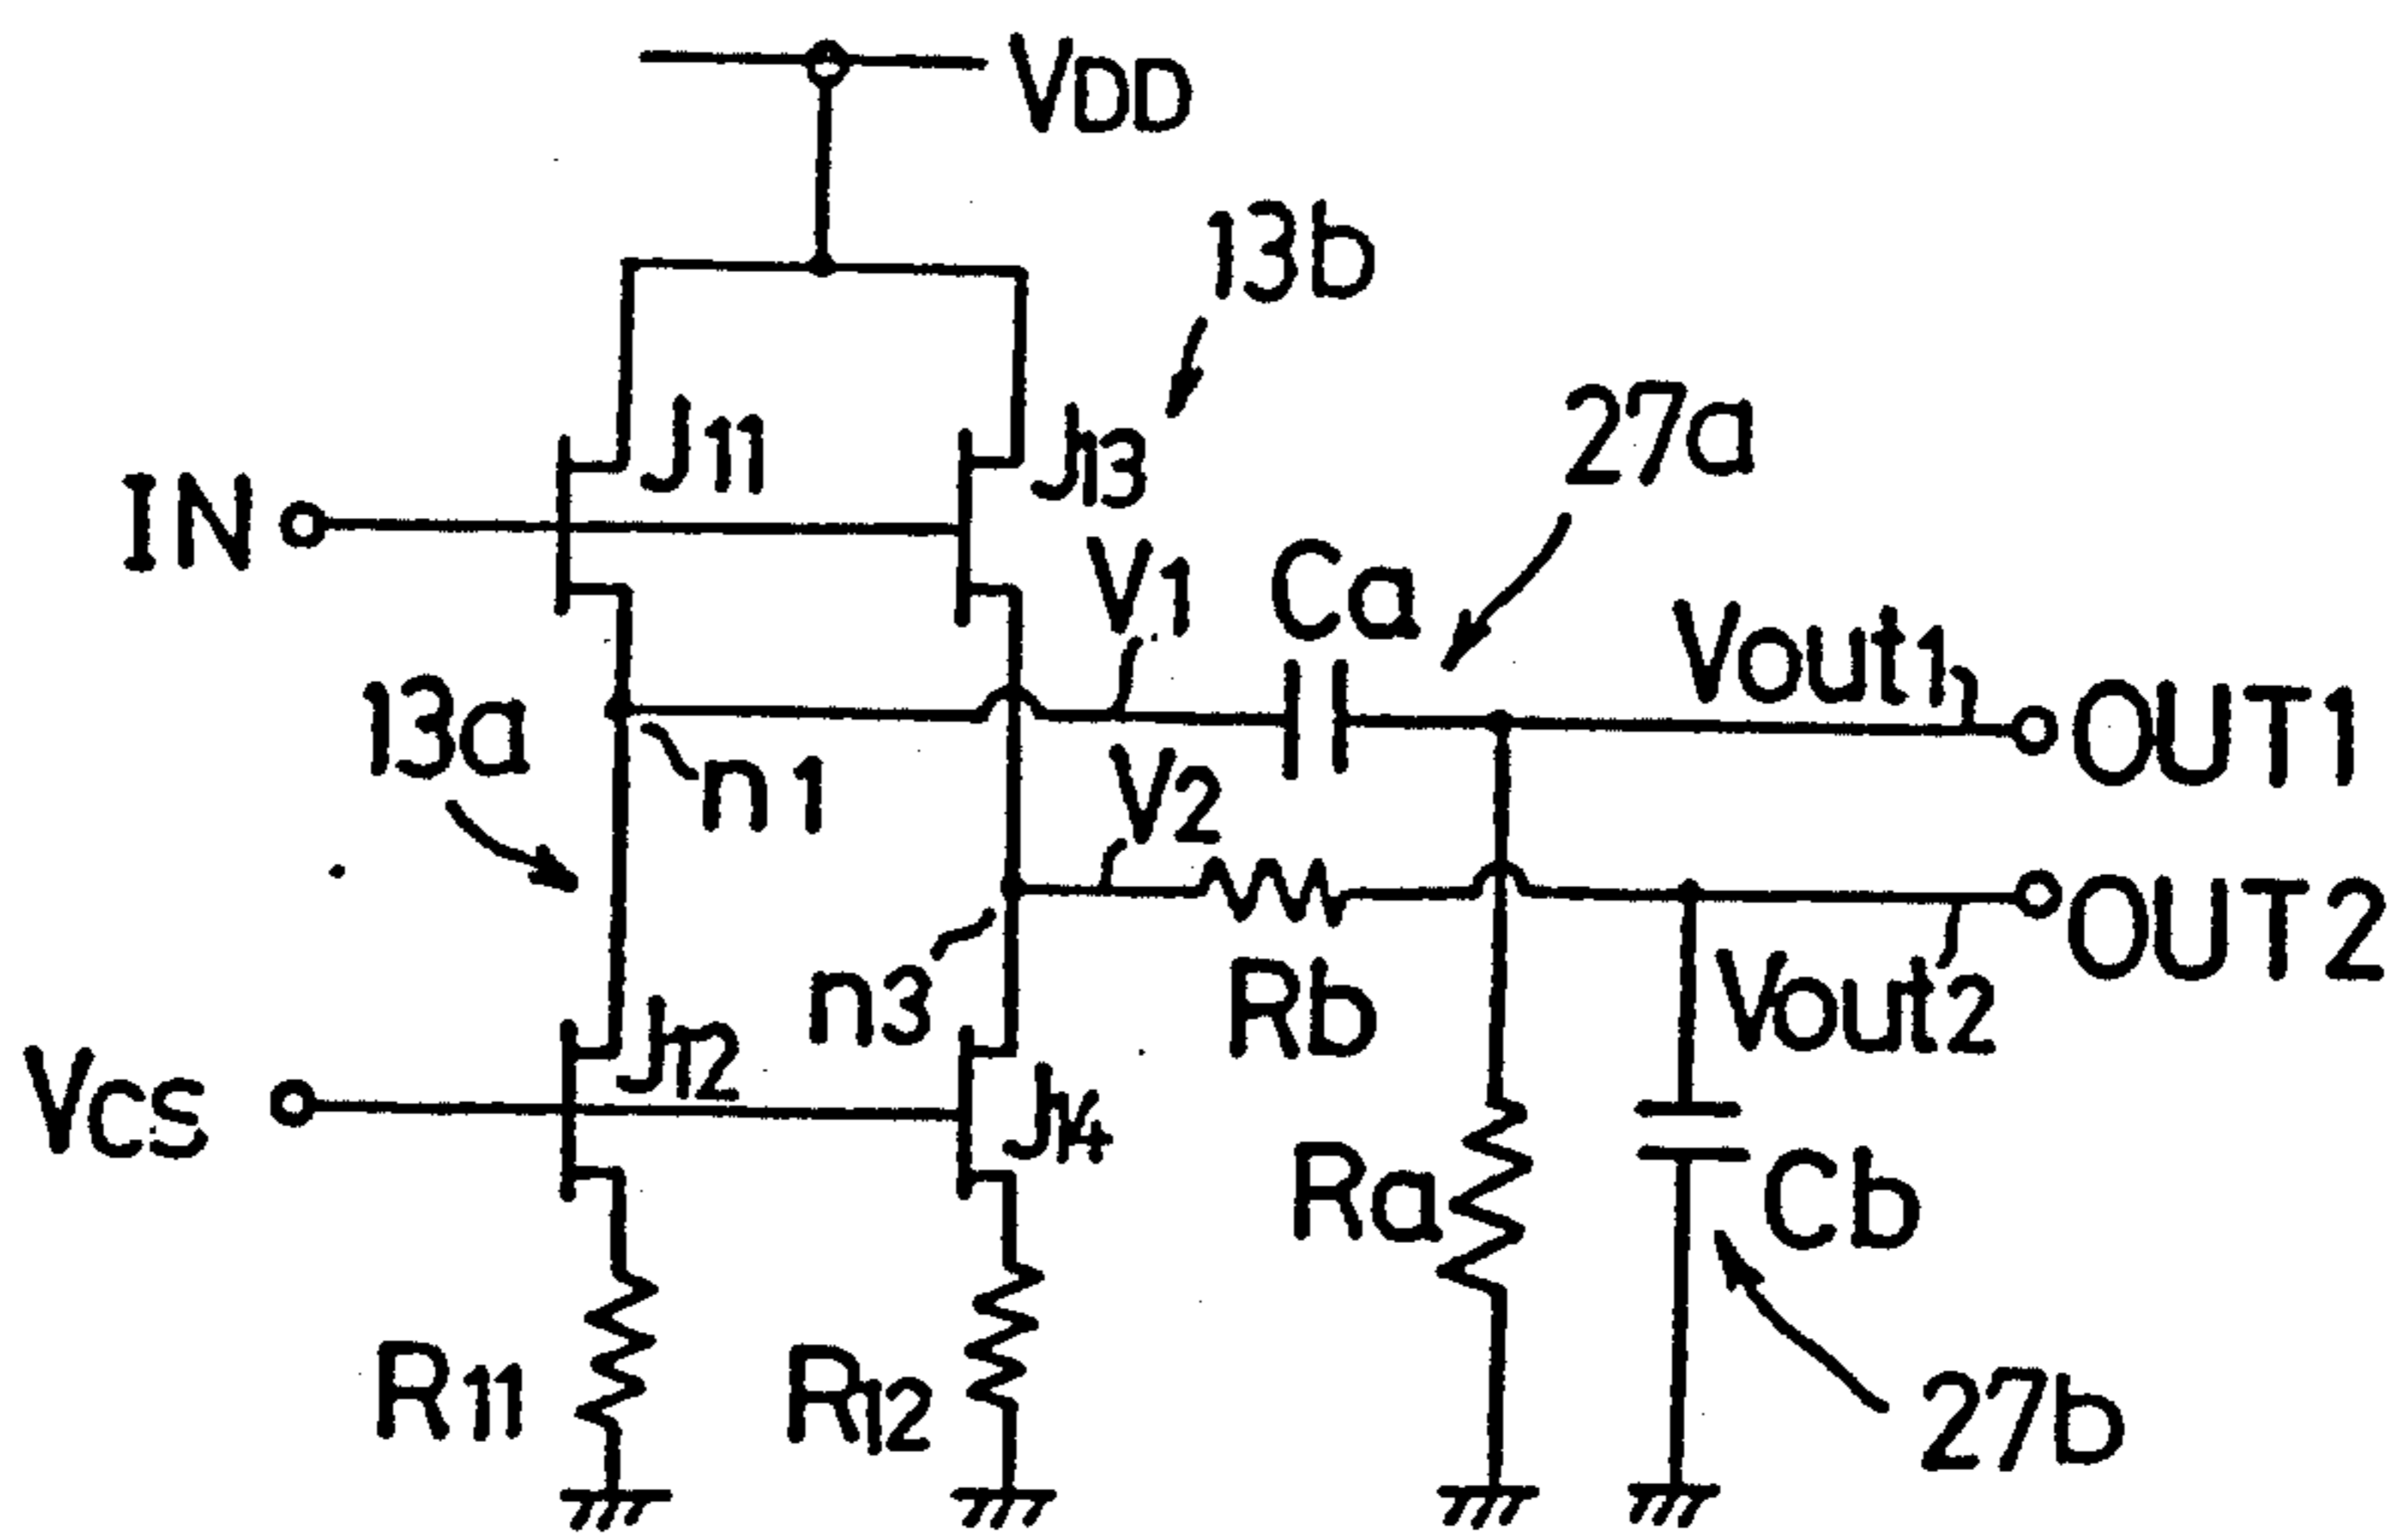 VDD
13b
J11
J13
27a
IN
V1
Ca
Vout1
OUT1
13a
n1
V2
OUT2
n3
Rb
Vout2
J12
VCS
J14
Ra
Cb
R11
R12
27b